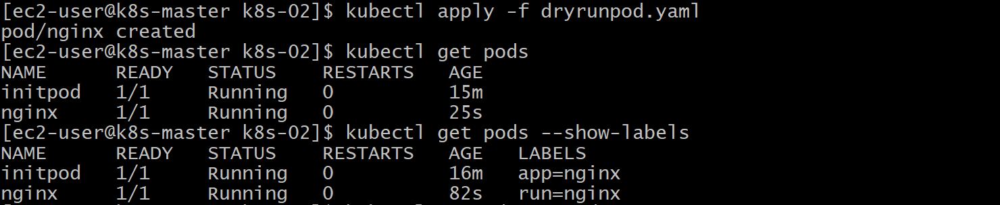 [ec2-user@k8s-master k8s-02]$ kubectl apply -f dryrunpod.yaml
pod/nginx created
[ec2-user@k8s-master k8s-02]$ kubectl get pods
NAME      READY   STATUS    RESTARTS   AGE
initpod   1/1     Running   0          15m
nginx     1/1     Running   0          25s
[ec2-user@k8s-master k8s-02]$ kubectl get pods --show-labels
NAME      READY   STATUS    RESTARTS   AGE   LABELS
initpod   1/1     Running   0          16m   app=nginx
nginx     1/1     Running   0          82s   run=nginx